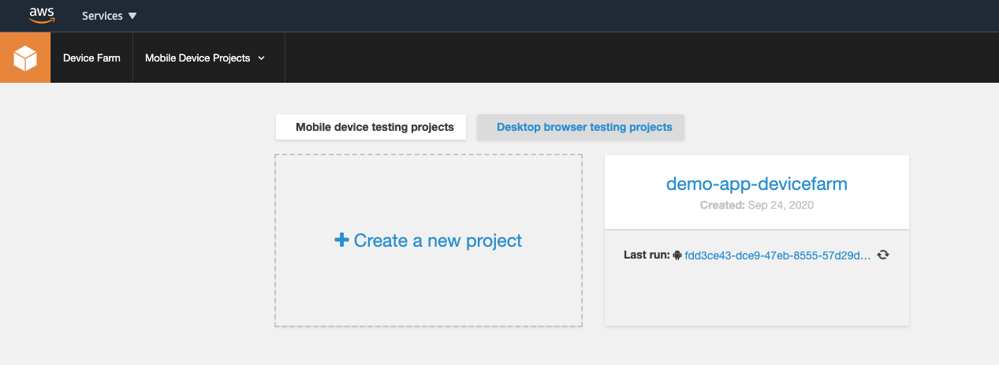 aws
Services
Device Farm
Mobile Device Projects
Mobile device testing projects
Desktop browser testing projects
Create a new project
demo-app-devicefarm
Created: Sep 24, 2020
Last run: fdd3ce43-dce9-47eb-8555-57d29d...